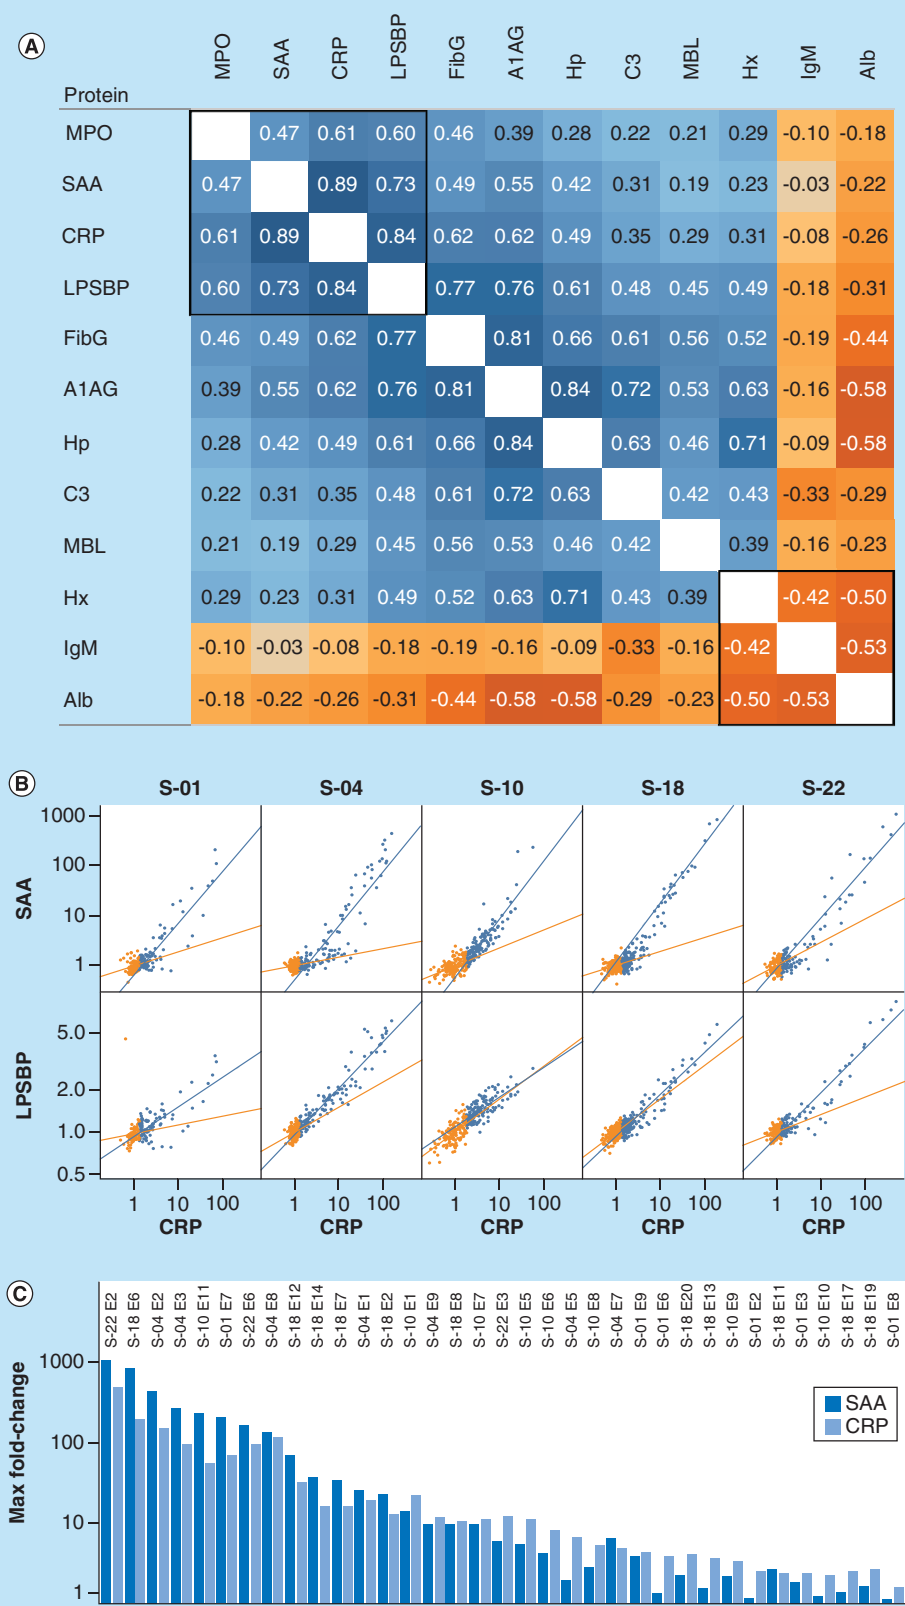 A
MPO SAA CRP LPSBP FibG A1AG Hp C3 MBL Hx IgM Alb
Protein
MPO 0.47 0.61 0.60 0.46 0.39 0.28 0.22 0.21 0.29 -0.10 -0.18
SAA 0.47 0.89 0.73 0.49 0.55 0.42 0.31 0.19 0.23 -0.03 -0.22
CRP 0.61 0.89 0.84 0.62 0.62 0.49 0.35 0.29 0.31 -0.08 -0.26
LPSBP 0.60 0.73 0.84 0.77 0.76 0.61 0.48 0.45 0.49 -0.18 -0.31
FibG 0.46 0.49 0.62 0.77 0.81 0.66 0.61 0.56 0.52 -0.19 -0.44
A1AG 0.39 0.55 0.62 0.76 0.81 0.84 0.72 0.53 0.63 -0.16 -0.58
Hp 0.28 0.42 0.49 0.61 0.66 0.84 0.63 0.46 0.71 -0.09 -0.58
C3 0.22 0.31 0.35 0.48 0.61 0.72 0.63 0.42 0.43 -0.33 -0.29
MBL 0.21 0.19 0.29 0.45 0.56 0.53 0.46 0.42 0.39 -0.16 -0.23
Hx 0.29 0.23 0.31 0.49 0.52 0.63 0.71 0.43 0.39 -0.42 -0.50
IgM -0.10 -0.03 -0.08 -0.18 -0.19 -0.16 -0.09 -0.33 -0.16 -0.42 -0.53
Alb -0.18 -0.22 -0.26 -0.31 -0.44 -0.58 -0.58 -0.29 -0.23 -0.50 -0.53
B
S-01 S-04 S-10 S-18 S-22
SAA
1000
100
10
1
LPSBP
5.0
2.0
1.0
0.5
1 10 100 1 10 100 1 10 100 1 10 100 1 10 100
CRP CRP CRP CRP CRP
C
S-22 E2
S-18 E6
S-04 E2
S-04 E3
S-10 E11
S-01 E7
S-22 E6
S-04 E8
S-18 E12
S-18 E14
S-18 E7
S-04 E1
S-18 E2
S-10 E1
S-04 E9
S-18 E8
S-10 E7
S-22 E3
S-10 E5
S-10 E6
S-04 E5
S-10 E8
S-04 E7
S-01 E9
S-01 E6
S-18 E20
S-18 E13
S-10 E9
S-01 E2
S-18 E11
S-01 E3
S-10 E10
S-18 E17
S-18 E19
S-01 E8
Max fold-change
1000
100
10
1
SAA
CRP